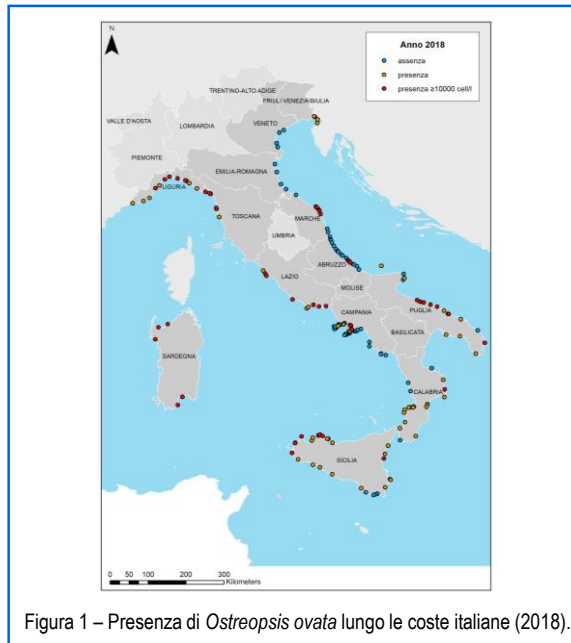 N
Anno 2018
assenza
presenza
presenza ≥10000 cell/l
TRENTINO-ALTO ADIGE
FRIULI VENEZIA GIULIA
VALLE D'AOSTA
LOMBARDIA
VENETO
PIEMONTE
EMILIA-ROMAGNA
LIGURIA
TOSCANA
MARCHE
UMBRIA
ABRUZZO
LAZIO
MOLISE
CAMPANIA
PUGLIA
BASILICATA
SARDEGNA
CALABRIA
SICILIA
0 50 100 200 300
Kilometers
Figura 1 – Presenza di Ostreopsis ovata lungo le coste italiane (2018).